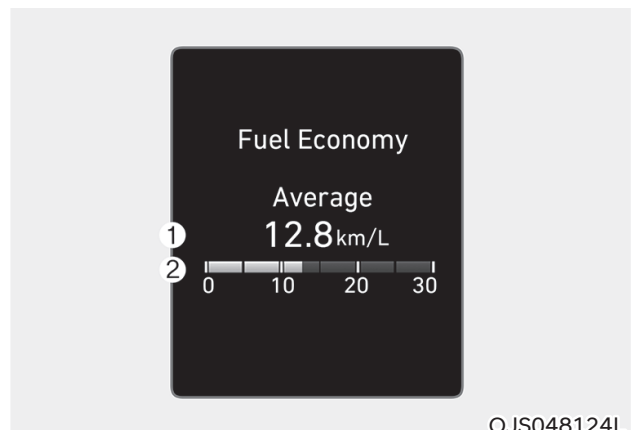 Fuel Economy
Average
① 12.8km/L
②
0 10 20 30
OJS048124L